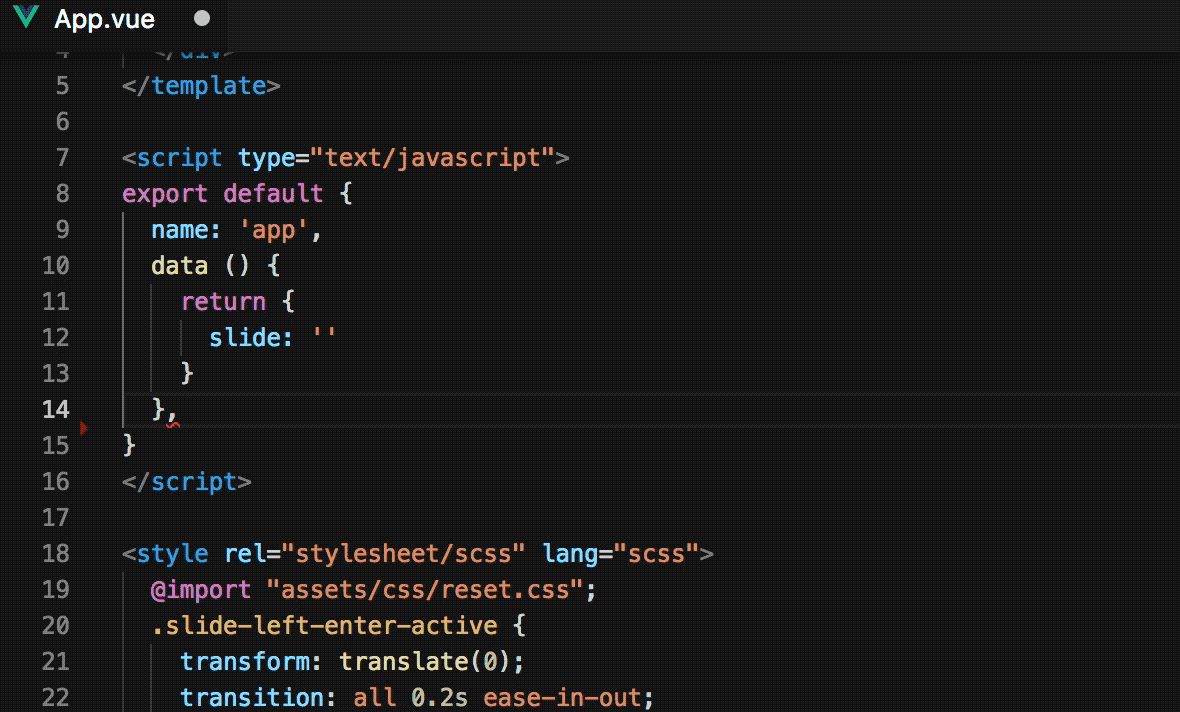 App.vue
4 </div>
5 </template>
6
7 <script type="text/javascript">
8 export default {
9 name: 'app',
10 data () {
11 return {
12 slide: ''
13 }
14 },
15 }
16 </script>
17
18 <style rel="stylesheet/scss" lang="scss">
19 @import "assets/css/reset.css";
20 .slide-left-enter-active {
21 transform: translate(0);
22 transition: all 0.2s ease-in-out;